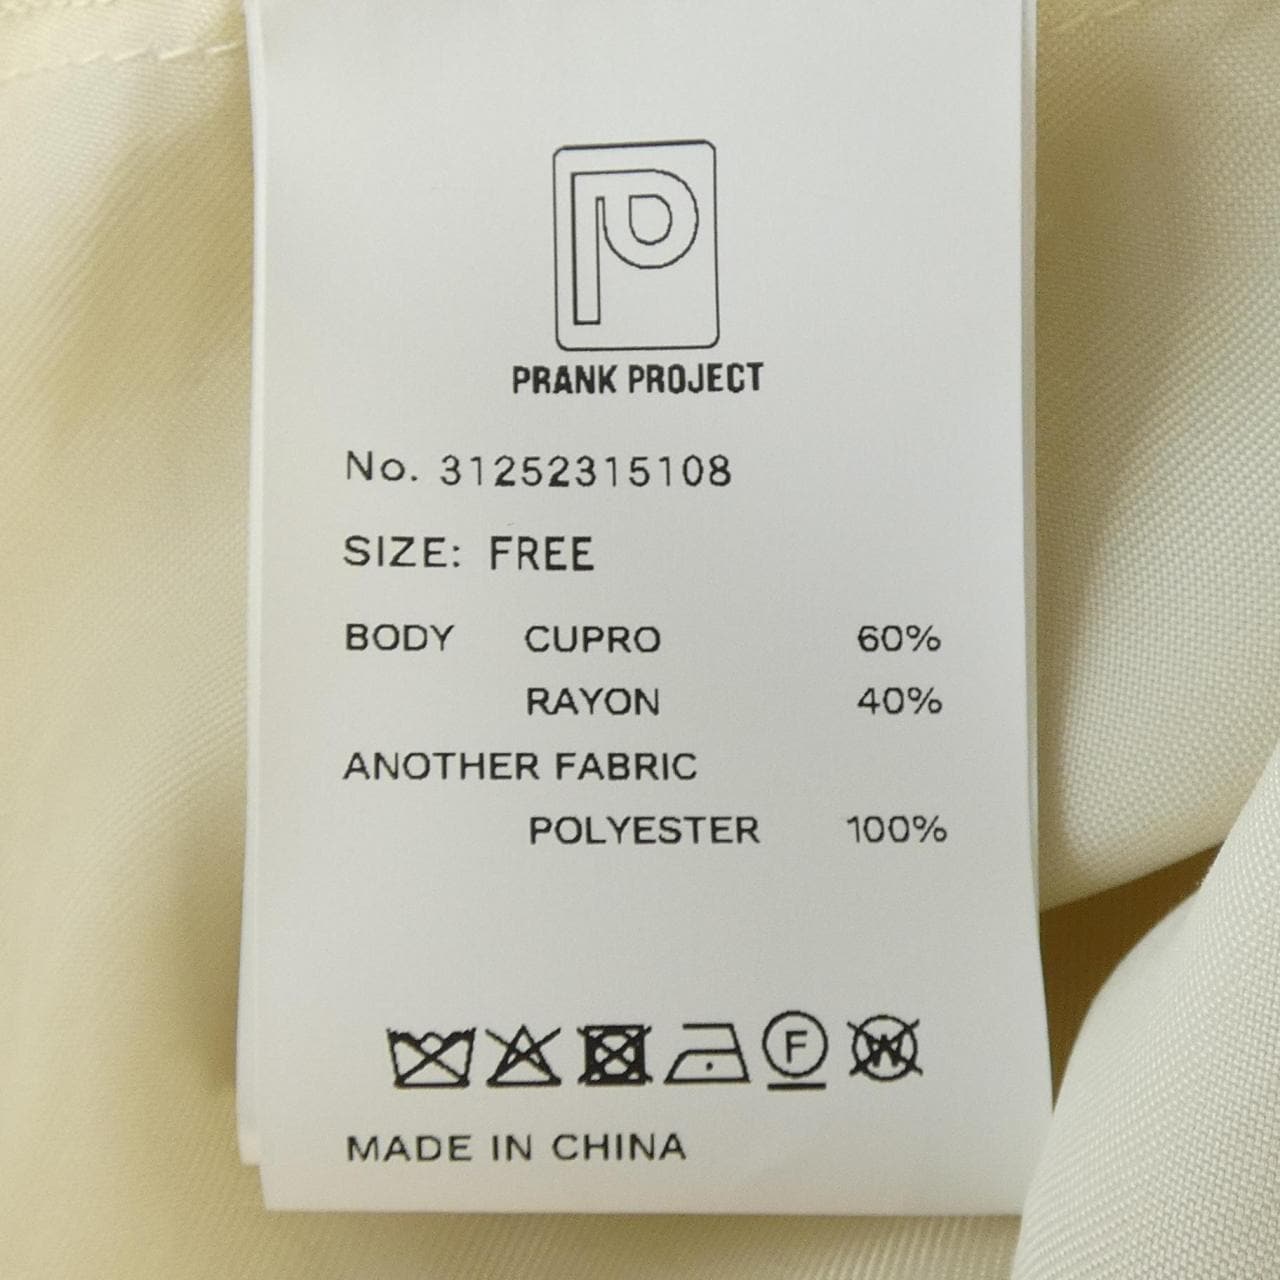 P
PRANK PROJECT
No. 31252315108
SIZE: FREE
BODY CUPRO 60%
RAYON 40%
ANOTHER FABRIC
POLYESTER 100%
F W
MADE IN CHINA